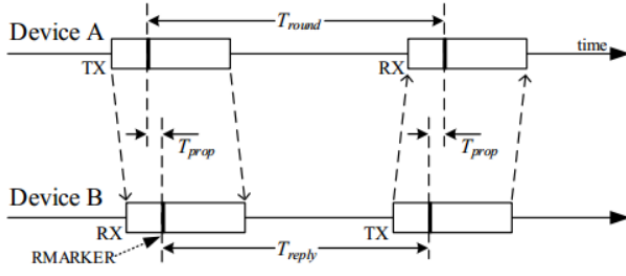 T_round
Device A
time
TX
RX
T_prop
T_prop
Device B
RX
TX
RMARKER
T_reply